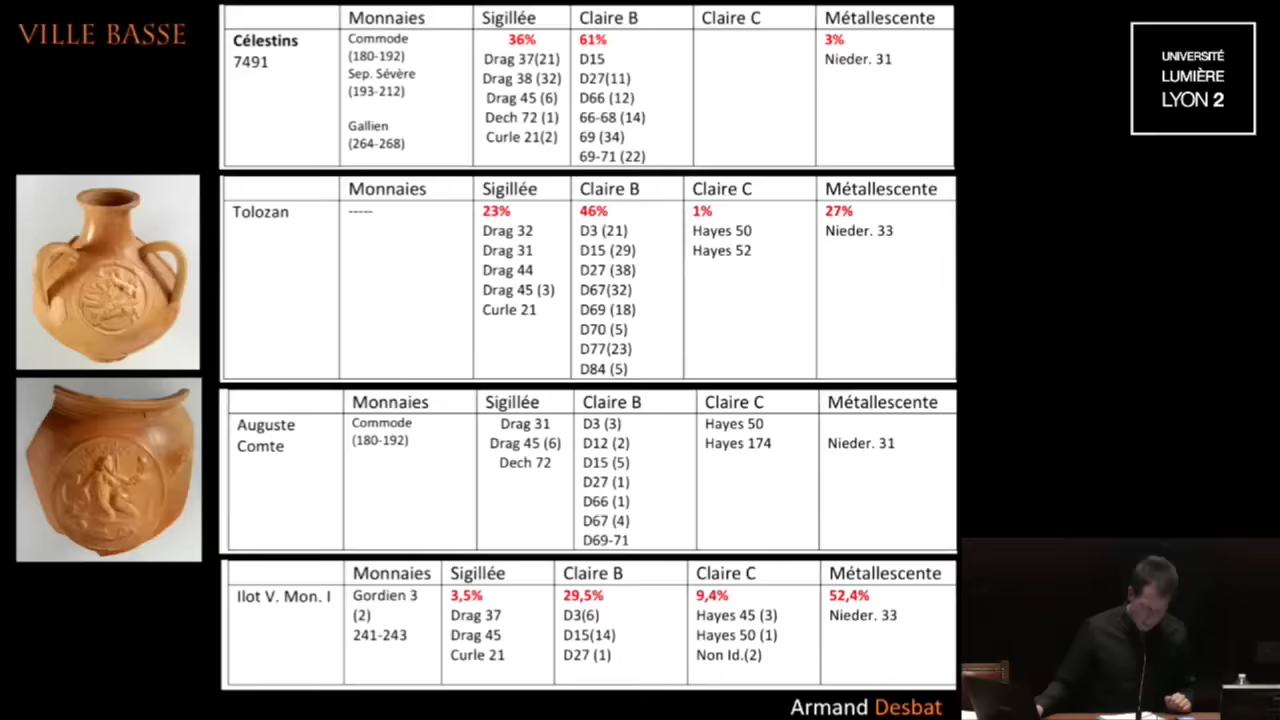 VILLE BASSE
UNIVERSITÉ
LUMIÈRE
LYON 2
Monnaies Sigillée Claire B Claire C Métallescente
Célestins Commode 36% 61% 3%
7491 (180-192) Drag 37(21) D15 Nieder. 31
Sep. Sévère Drag 38 (32) D27(11)
(193-212) Drag 45 (6) D66 (12)
Gallien Dech 72 (1) 66-68 (14)
(264-268) Curle 21(2) 69 (34)
69-71 (22)
Monnaies Sigillée Claire B Claire C Métallescente
Tolozan ----- 23% 46% 1% 27%
Drag 32 D3 (21) Hayes 50 Nieder. 33
Drag 31 D15 (29) Hayes 52
Drag 44 D27 (38)
Drag 45 (3) D67(32)
Curle 21 D69 (18)
D70 (5)
D77(23)
D84 (5)
Monnaies Sigillée Claire B Claire C Métallescente
Auguste Commode Drag 31 D3 (3) Hayes 50
Comte (180-192) Drag 45 (6) D12 (2) Hayes 174 Nieder. 31
Dech 72 D15 (5)
D27 (1)
D66 (1)
D67 (4)
D69-71
Monnaies Sigillée Claire B Claire C Métallescente
Ilot V. Mon. I Gordien 3 3,5% 29,5% 9,4% 52,4%
(2) Drag 37 D3(6) Hayes 45 (3) Nieder. 33
241-243 Drag 45 D15(14) Hayes 50 (1)
Curle 21 D27 (1) Non Id.(2)
Armand Desbat